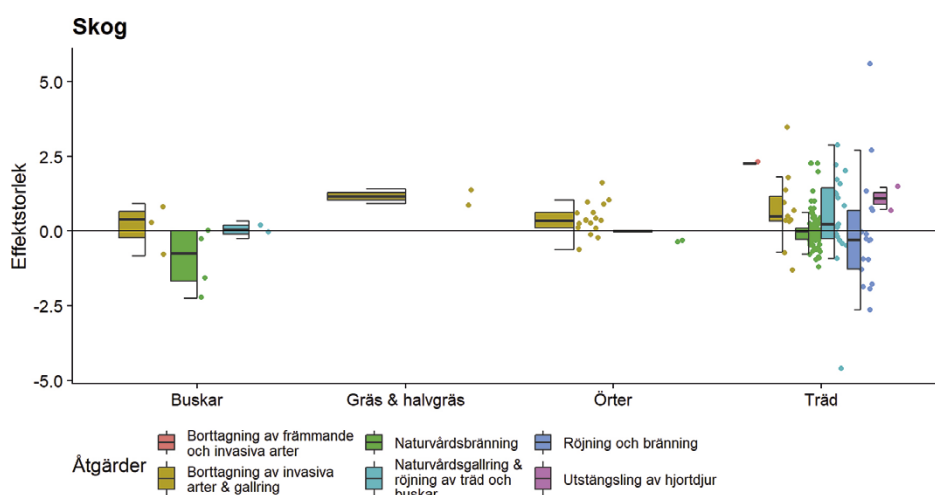 Skog
Effektstorlek
5.0
2.5
0.0
-2.5
-5.0
Buskar
Gräs & halvgräs
Örter
Träd
Åtgärder
Borttagning av främmande
och invasiva arter
Borttagning av invasiva
arter & gallring
Naturvårdsbränning
Naturvårdsgallring &
röjning av träd och
buskar
Röjning och bränning
Utstängsling av hjortdjur